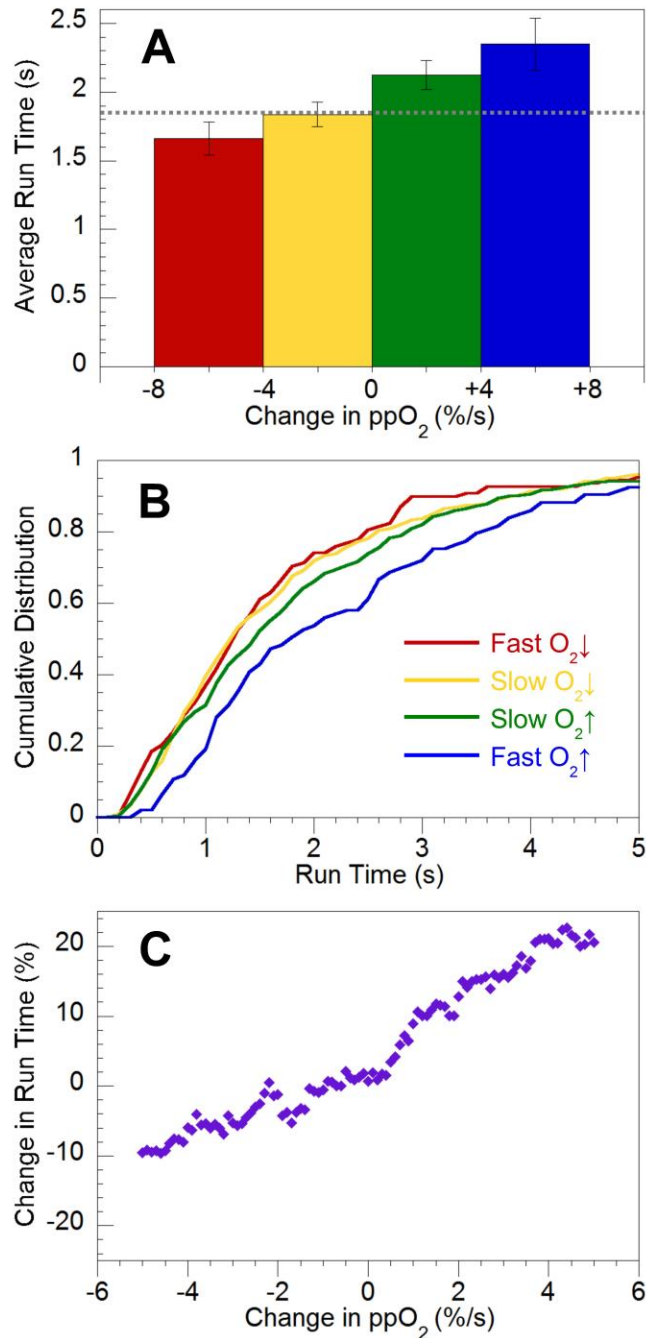 A
Average Run Time (s)
2.5
2
1.5
1
0.5
0
-8 -4 0 +4 +8
Change in ppO₂ (%/s)
B
Cumulative Distribution
1
0.8
0.6
0.4
0.2
0
Fast O₂↓
Slow O₂↓
Slow O₂↑
Fast O₂↑
0 1 2 3 4 5
Run Time (s)
C
Change in Run Time (%)
20
10
0
-10
-20
-6 -4 -2 0 2 4 6
Change in ppO₂ (%/s)